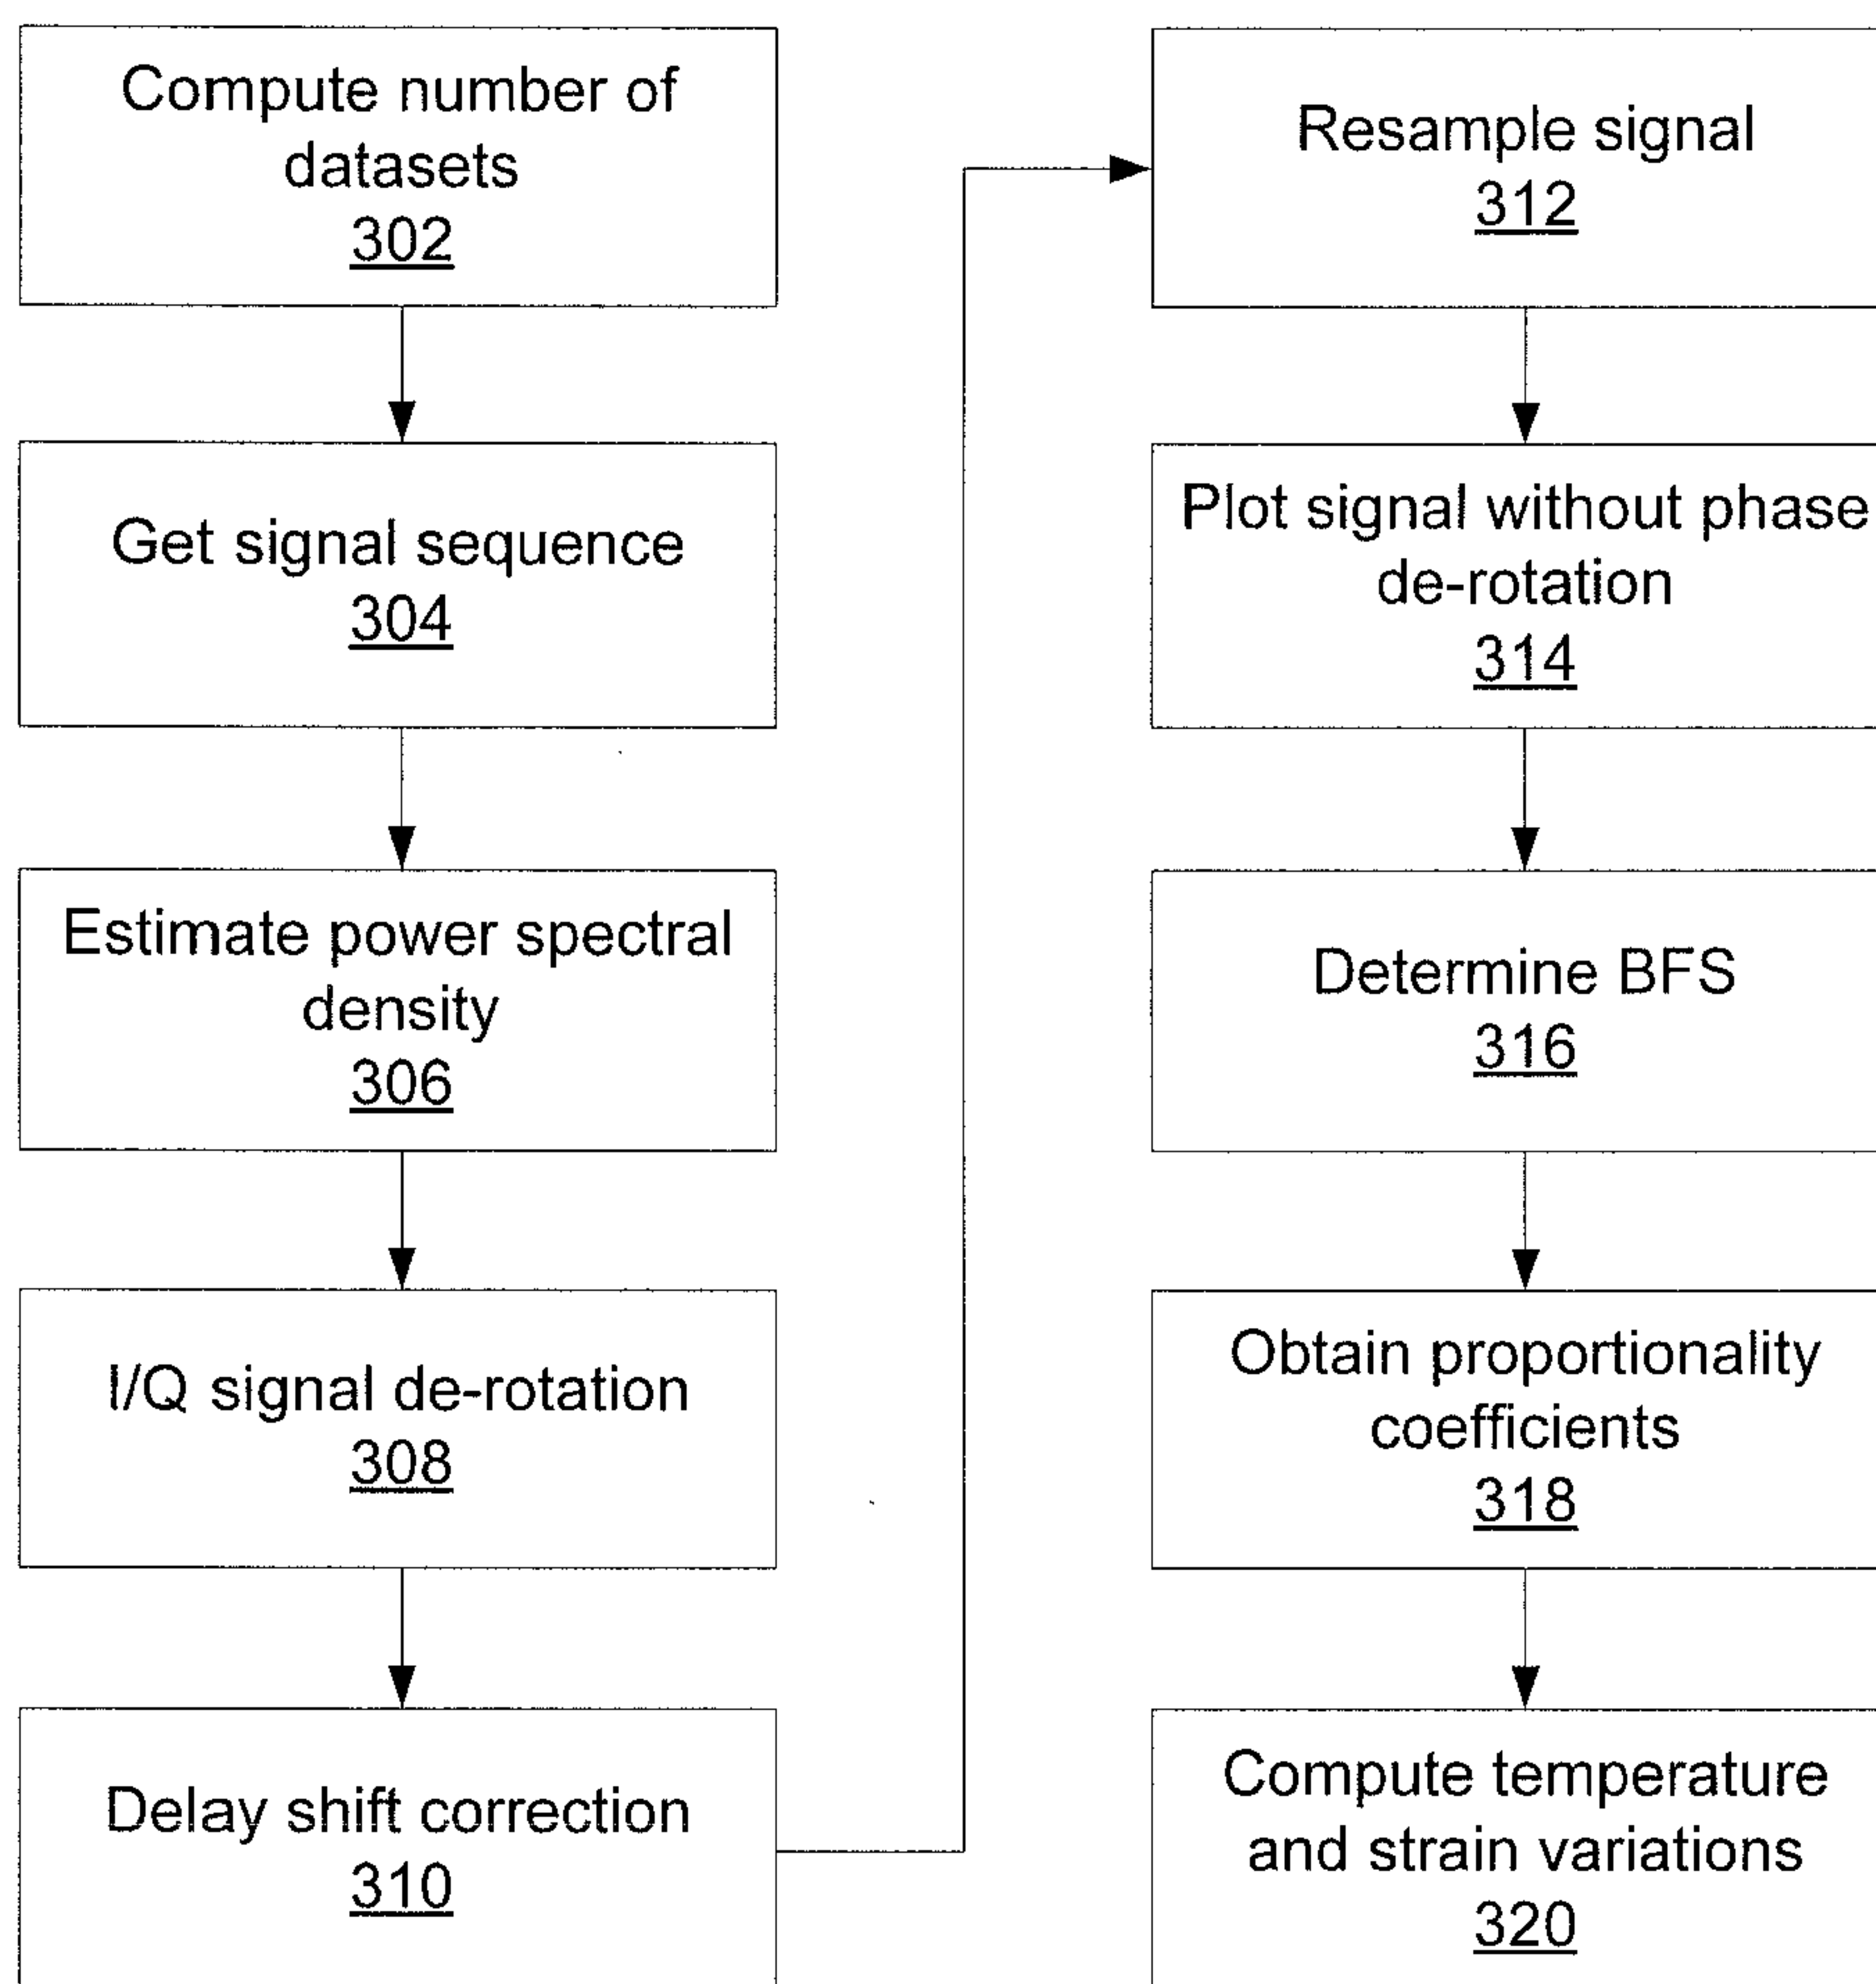 Compute number of
datasets
302
Get signal sequence
304
Estimate power spectral
density
306
I/Q signal de-rotation
308
Delay shift correction
310
Resample signal
312
Plot signal without phase
de-rotation
314
Determine BFS
316
Obtain proportionality
coefficients
318
Compute temperature
and strain variations
320